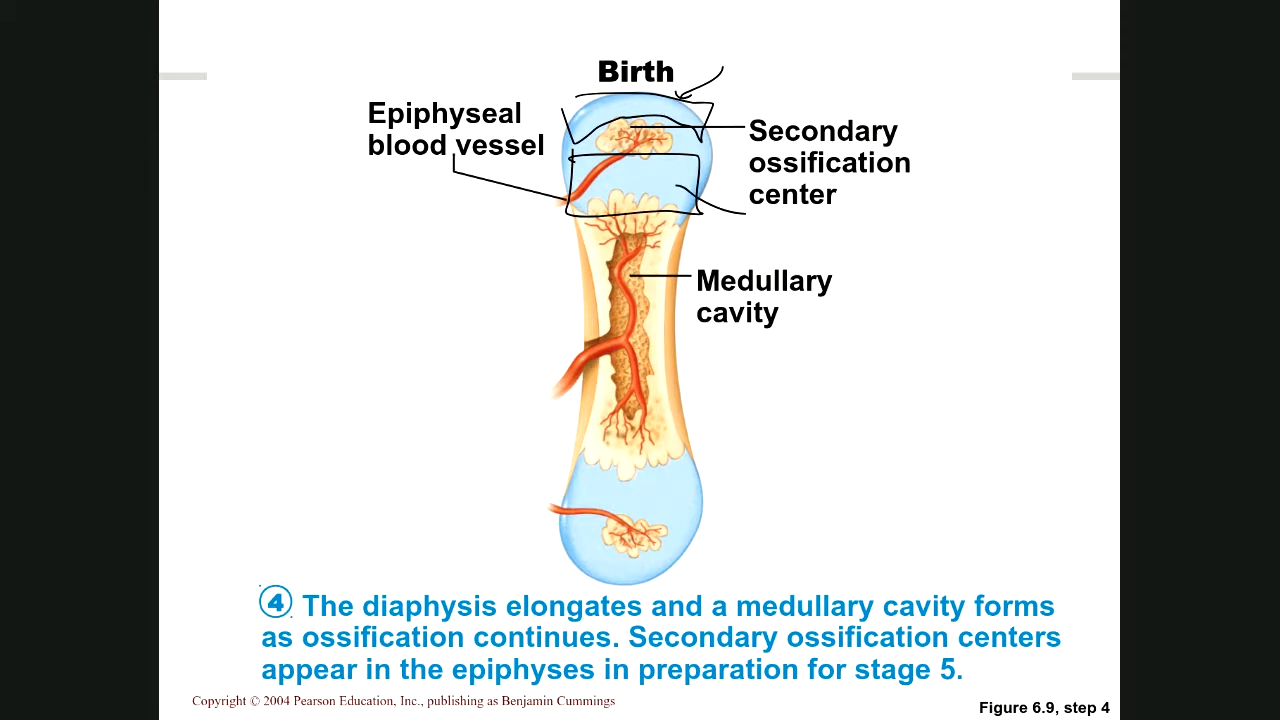 Birth
Epiphyseal
blood vessel
Secondary
ossification
center
Medullary
cavity
4 The diaphysis elongates and a medullary cavity forms
as ossification continues. Secondary ossification centers
appear in the epiphyses in preparation for stage 5.
Copyright © 2004 Pearson Education, Inc., publishing as Benjamin Cummings
Figure 6.9, step 4